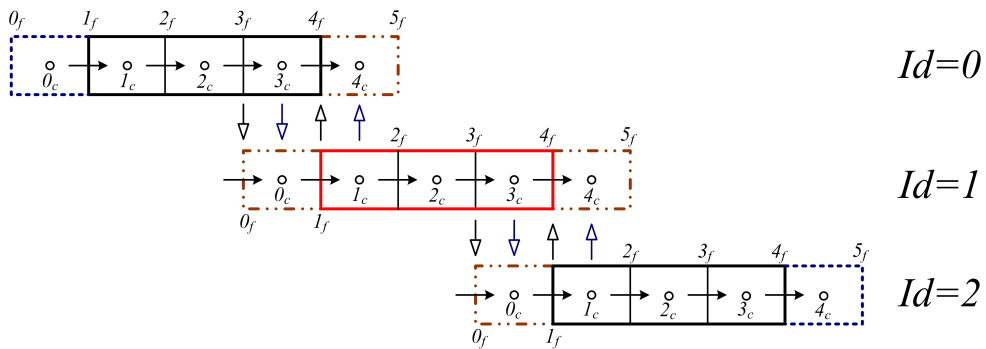 0f 1f 2f 3f 4f 5f
0c 1c 2c 3c 4c
Id=0
2f 3f 4f 5f
0c 1c 2c 3c 4c
Id=1
0f 1f
2f 3f 4f 5f
0c 1c 2c 3c 4c
Id=2
0f 1f